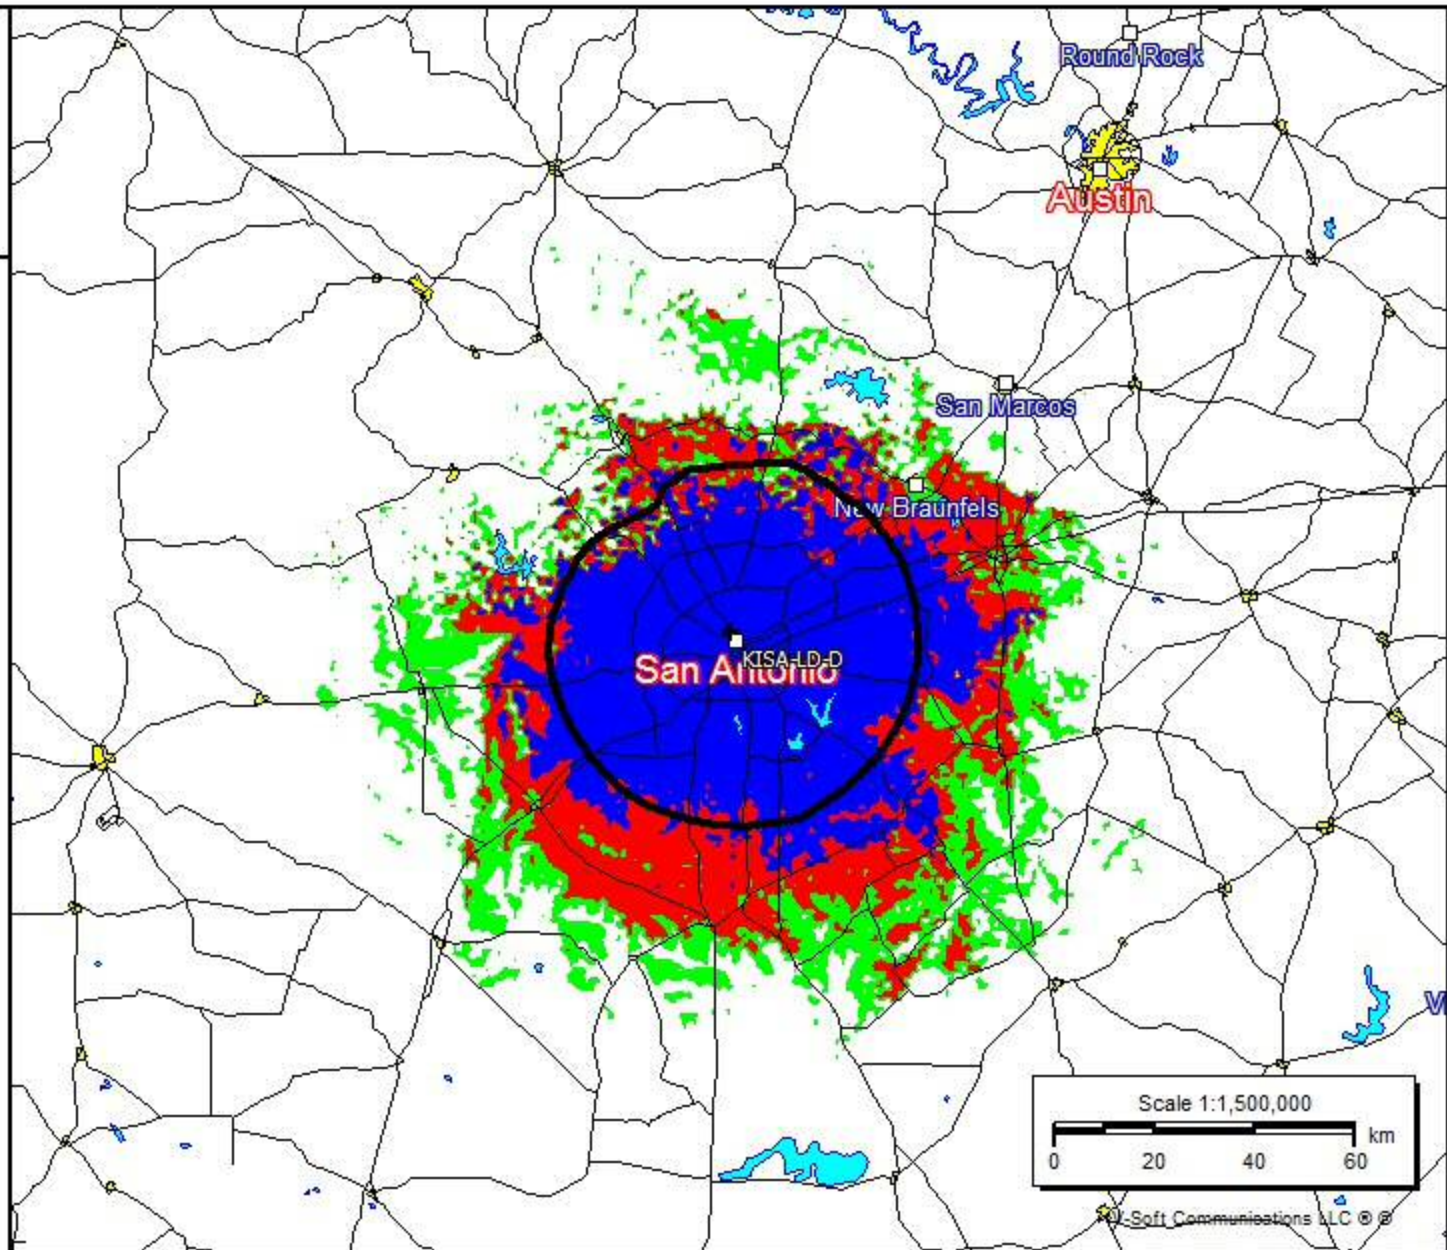 Round Rock
Austin
San Marcos
New Braunfels
KISA-LD-D
San Antonio
Scale 1:1,500,000
km
0 20 40 60
V-Soft Communications LLC ® ®